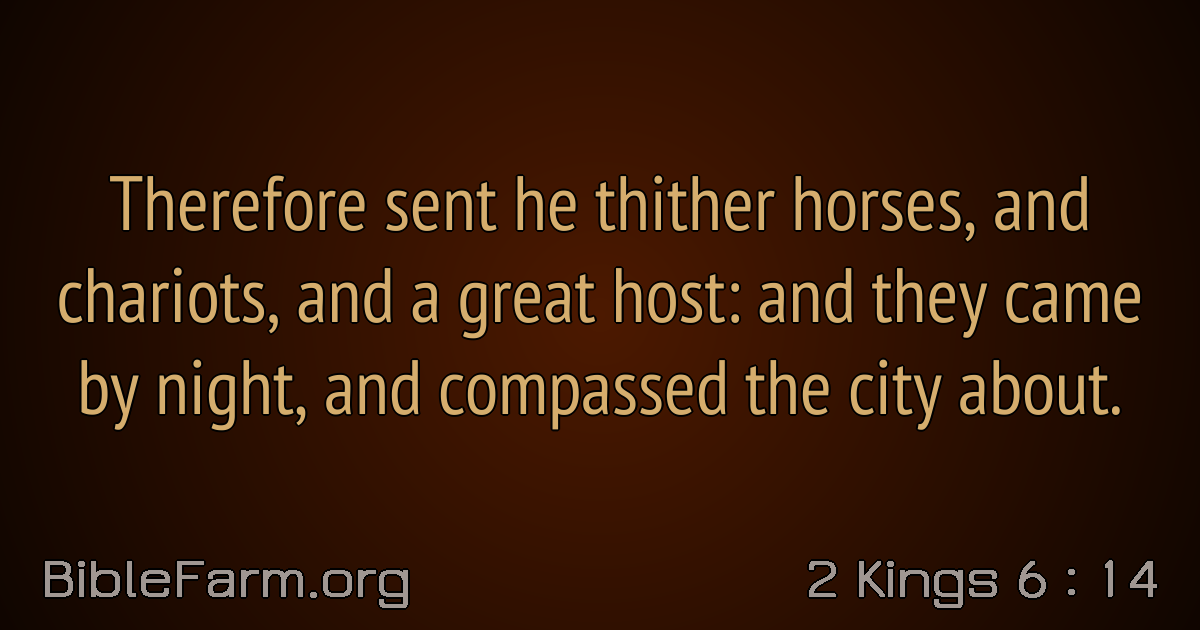 Therefore sent he thither horses, and
chariots, and a great host: and they came
by night, and compassed the city about.
BibleFarm.org
2 Kings 6 : 14